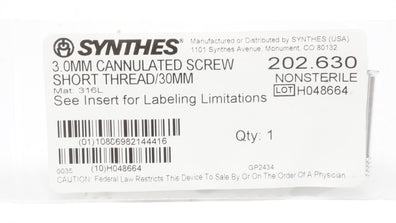 SYNTHES®
Manufactured or Distributed by SYNTHES (USA)
1101 Synthes Avenue, Monument, CO 80132
3.0MM CANNULATED SCREW
SHORT THREAD/30MM
202.630
NONSTERILE
Mat: 316L
LOT H048664
See Insert for Labeling Limitations
(01)10886982144416
Qty: 1
0035
(10)H048664
GP2434
CAUTION: Federal Law Restricts This Device To Sale By or On the Order Of A Physician